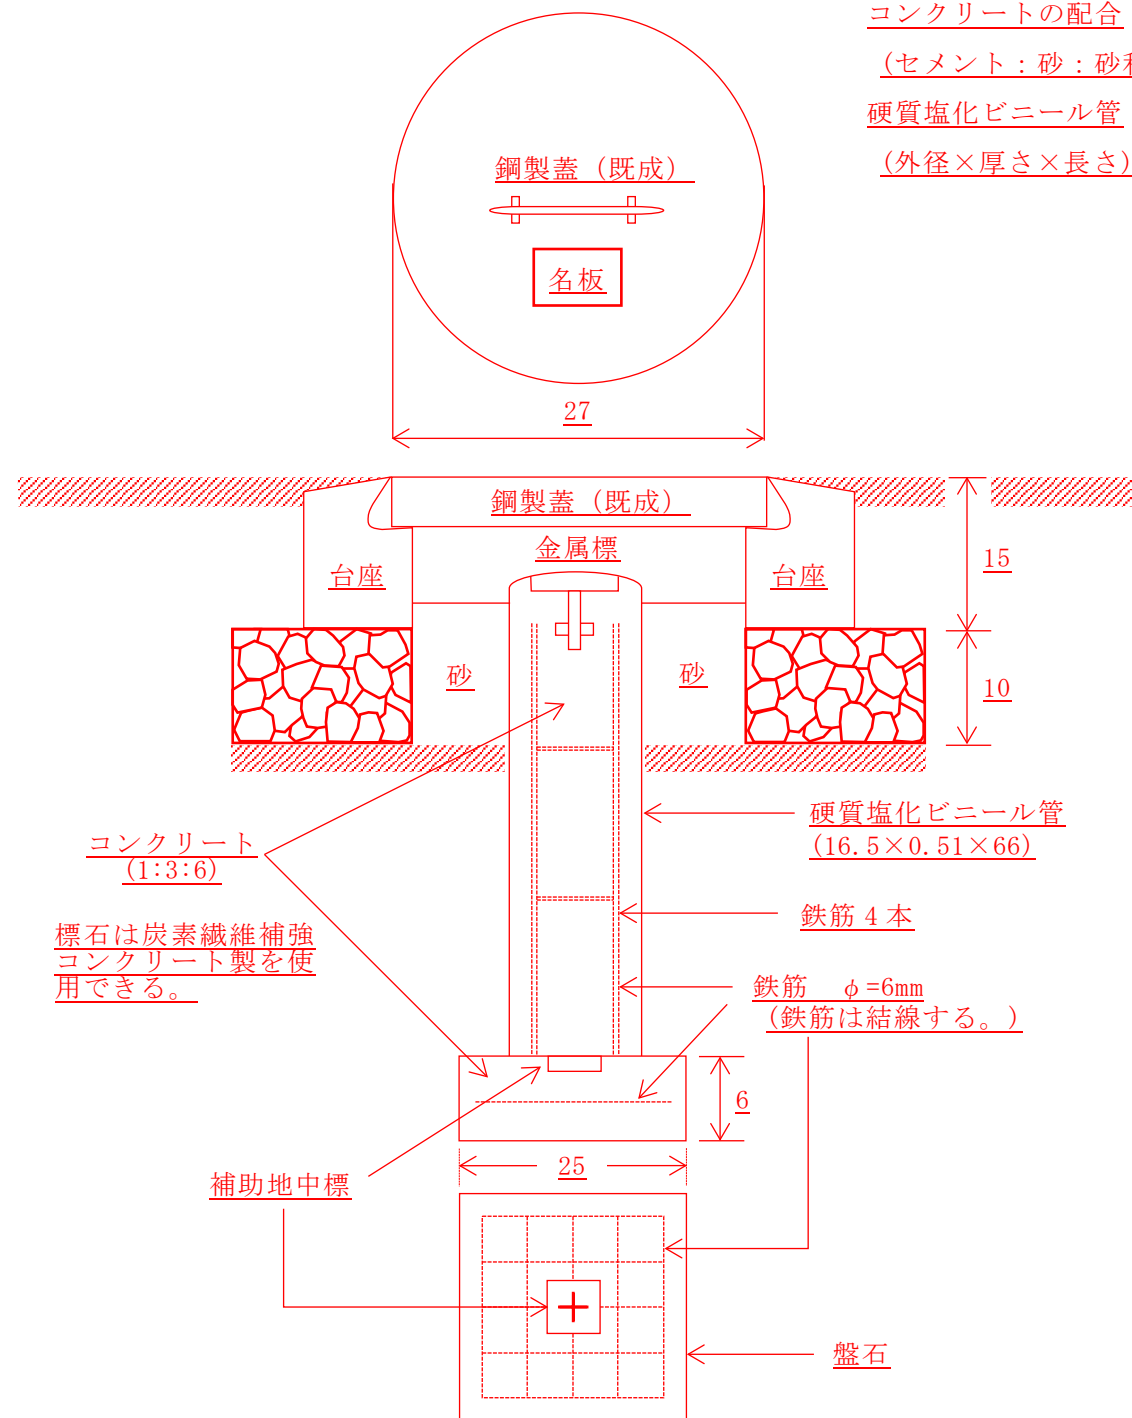 コンクリートの配合
(セメント：砂：砂
硬質塩化ビニール管
(外径×厚さ×長さ)
鋼製蓋（既成）
名板
27
鋼製蓋（既成）
金属標
台座
台座
15
砂
砂
10
硬質塩化ビニール管
(16.5×0.51×66)
コンクリート
(1:3:6)
鉄筋４本
標石は炭素繊維補強
コンクリート製を使
用できる。
鉄筋　φ=6mm
(鉄筋は結線する。)
6
25
補助地中標
盤石